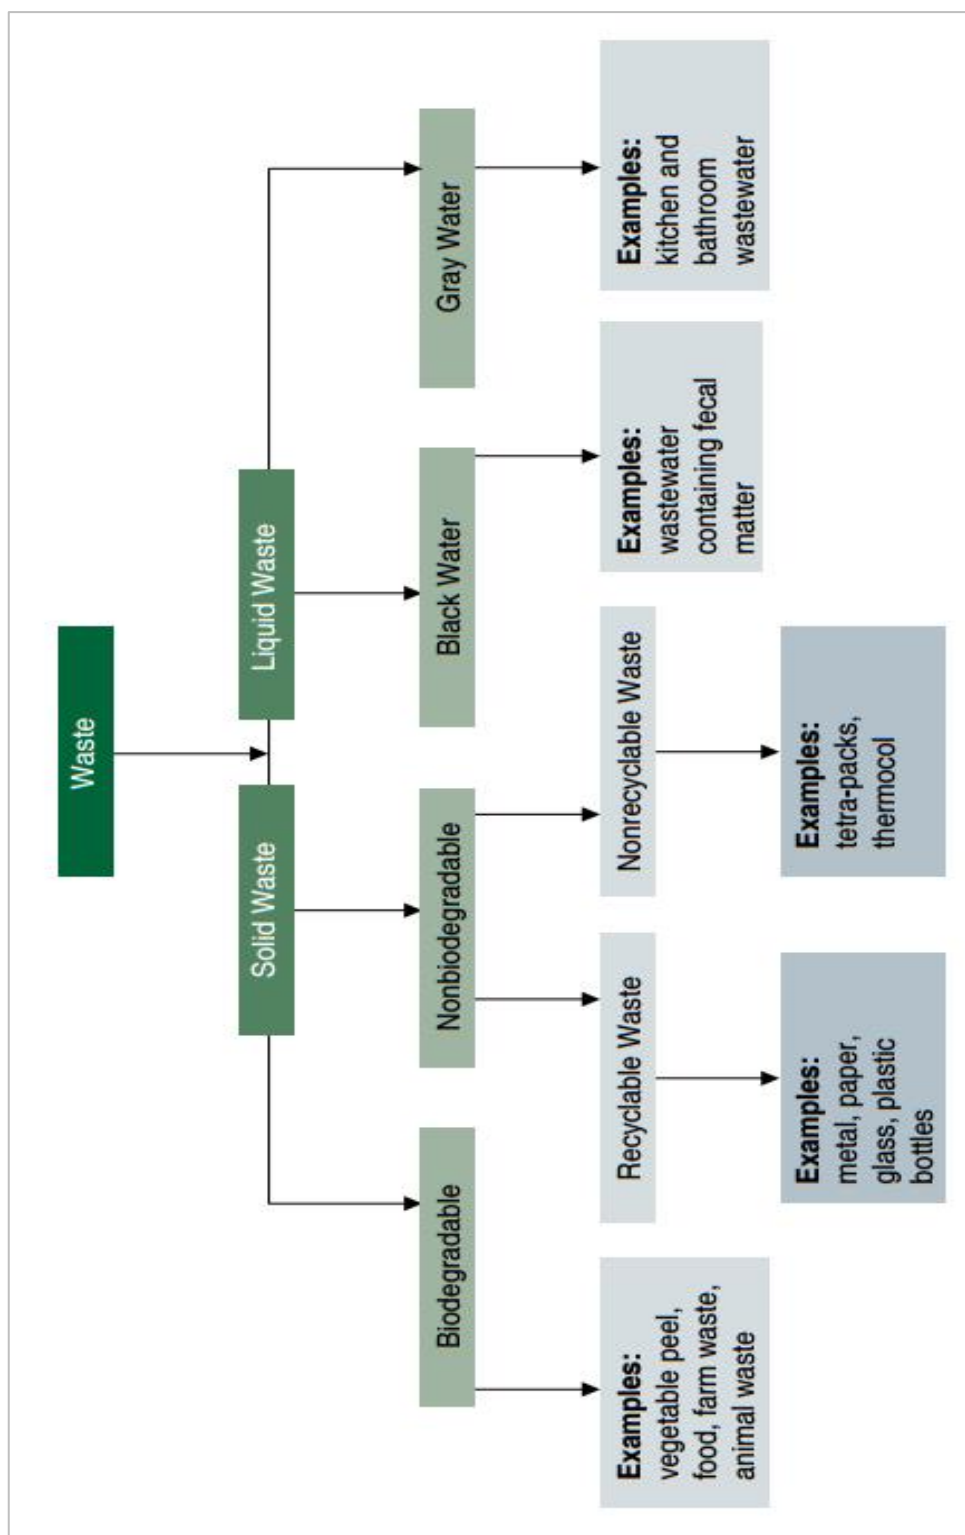 Waste
Solid Waste
Liquid Waste
Biodegradable
Nonbiodegradable
Black Water
Gray Water
Examples:
vegetable peel,
food, farm waste,
animal waste
Recyclable Waste
Nonrecyclable Waste
Examples:
wastewater
containing fecal
matter
Examples:
kitchen and
bathroom
wastewater
Examples:
metal, paper,
glass, plastic
bottles
Examples:
tetra-packs,
thermocol